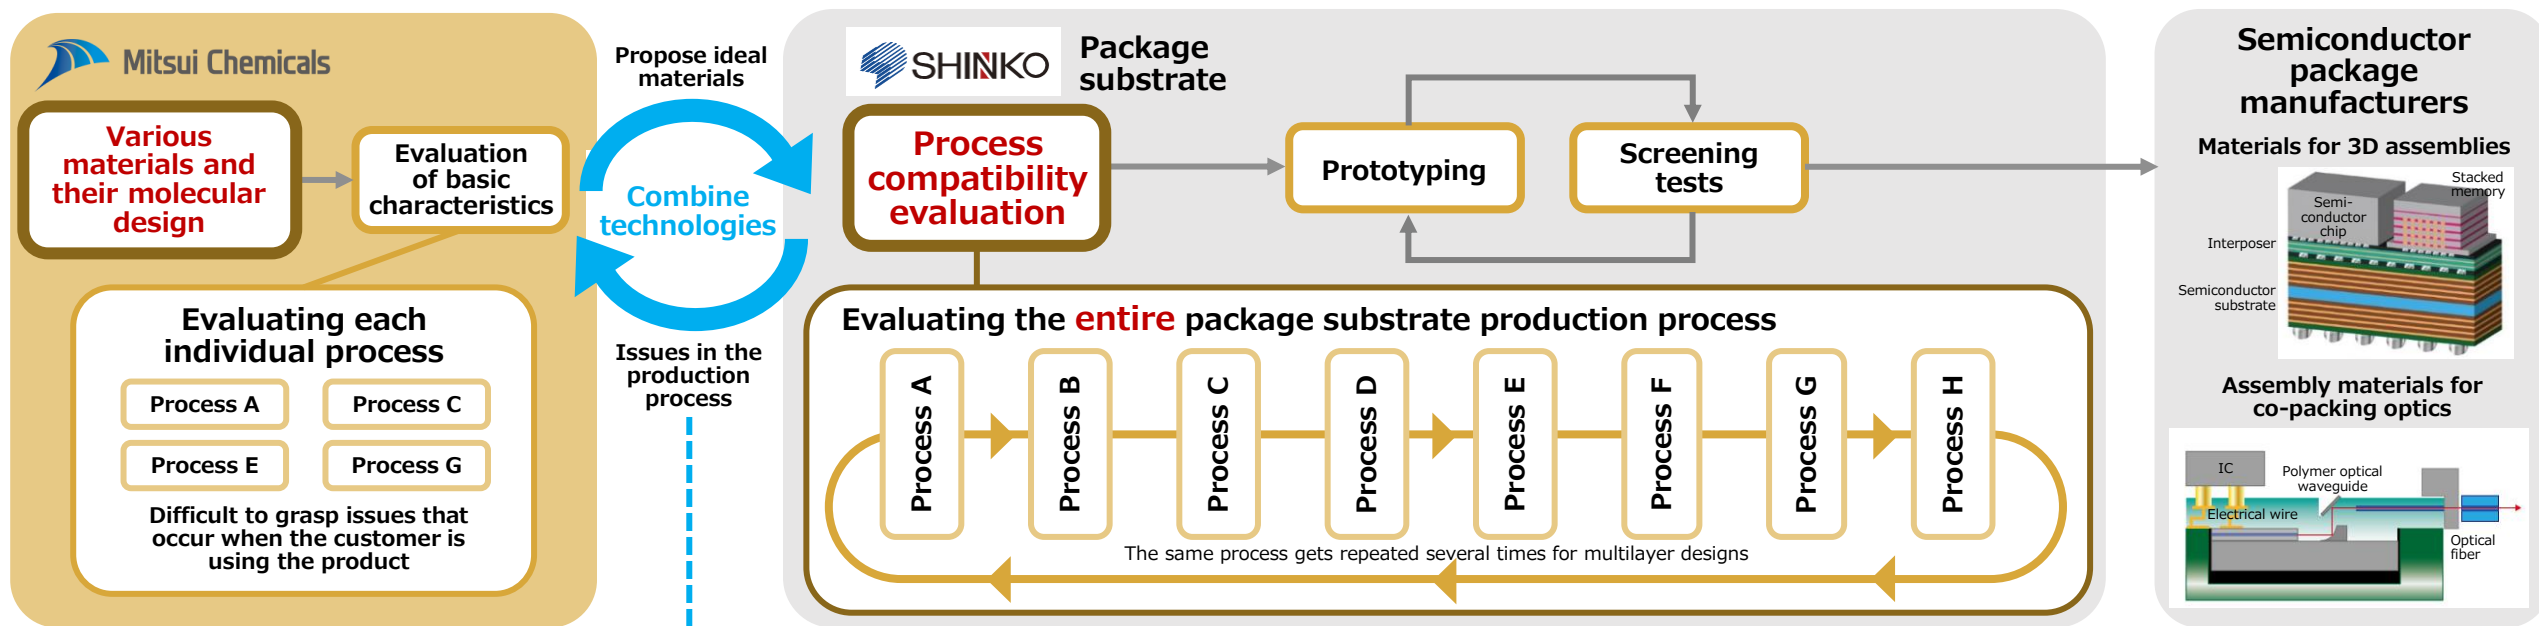 Mitsui Chemicals
Various
materials and
their molecular
design
Evaluation
of basic
characteristics
Evaluating each
individual process
Process A
Process C
Process E
Process G
Difficult to grasp issues that
occur when the customer is
using the product
Propose ideal
materials
Combine
technologies
Issues in the
production
process
SHINKO
Package
substrate
Process
compatibility
evaluation
Prototyping
Screening
tests
Evaluating the entire package substrate production process
Process A
Process B
Process C
Process D
Process E
Process F
Process G
Process H
The same process gets repeated several times for multilayer designs
Semiconductor
package
manufacturers
Materials for 3D assemblies
Stacked
memory
Semi-
conductor
chip
Interposer
Semiconductor
substrate
Assembly materials for
co-packing optics
IC
Polymer optical
waveguide
Electrical wire
Optical
fiber